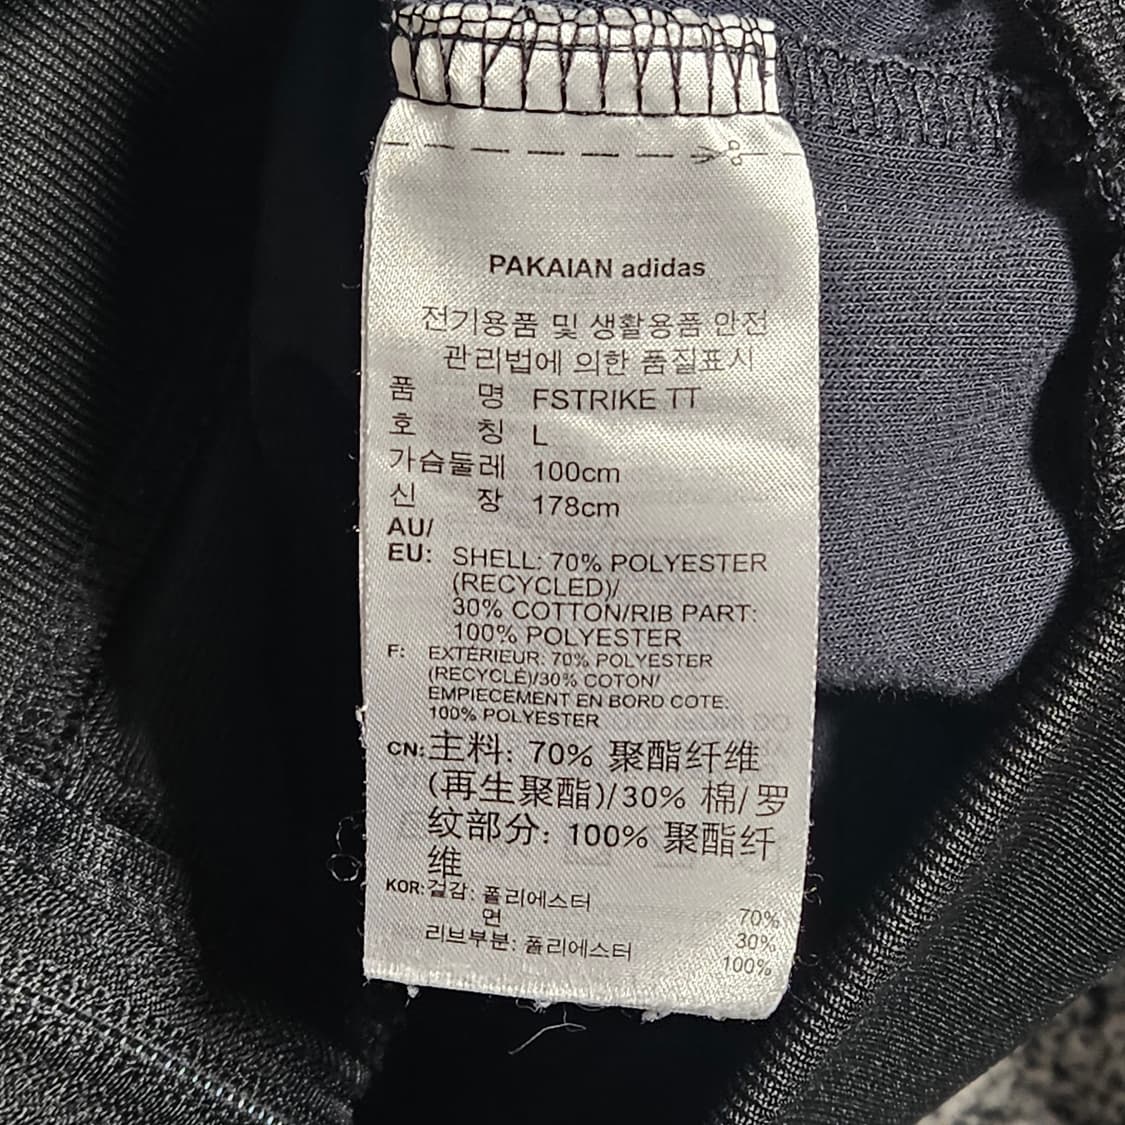 PAKAIAN adidas
전기용품 및 생활용품 안전
관리법에 의한 품질표시
품 명 FSTRIKE TT
호 칭 L
가슴둘레 100cm
신 장 178cm
AU/
EU: SHELL: 70% POLYESTER
(RECYCLED)/
30% COTTON/RIB PART:
100% POLYESTER
F: EXTERIEUR: 70% POLYESTER
(RECYCLÉ)/30% COTON/
EMPIECEMENT EN BORD COTE:
100% POLYESTER
CN: 主料: 70% 聚酯纤维
(再生聚酯)/30% 棉/罗
纹部分: 100% 聚酯纤
维
KOR: 겉감: 폴리에스터 70%
면 30%
리브부분: 폴리에스터 100%